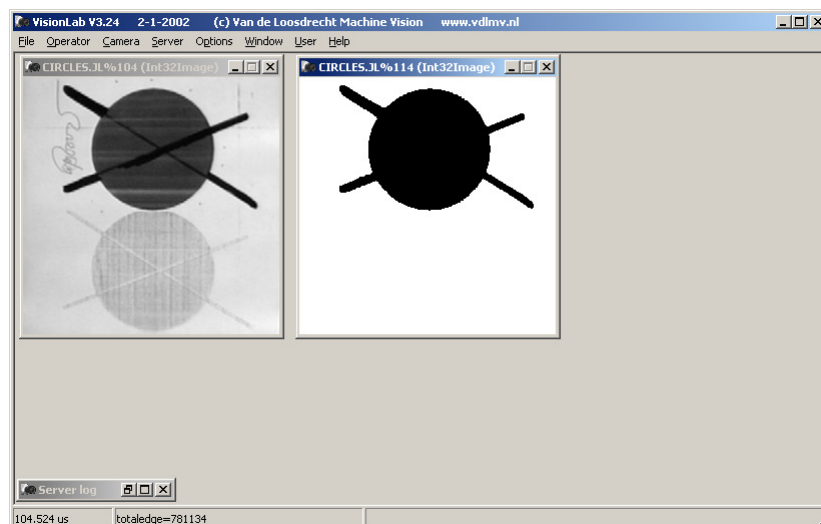 VisionLab V3.24 2-1-2002 (c) Van de Loosdrecht Machine Vision www.vdlmv.nl
File Operator Camera Server Options Window User Help
CIRCLES.JL%104 (Int32Image)
CIRCLES.JL%114 (Int32Image)
Server log
104.524 us totaledge=781134